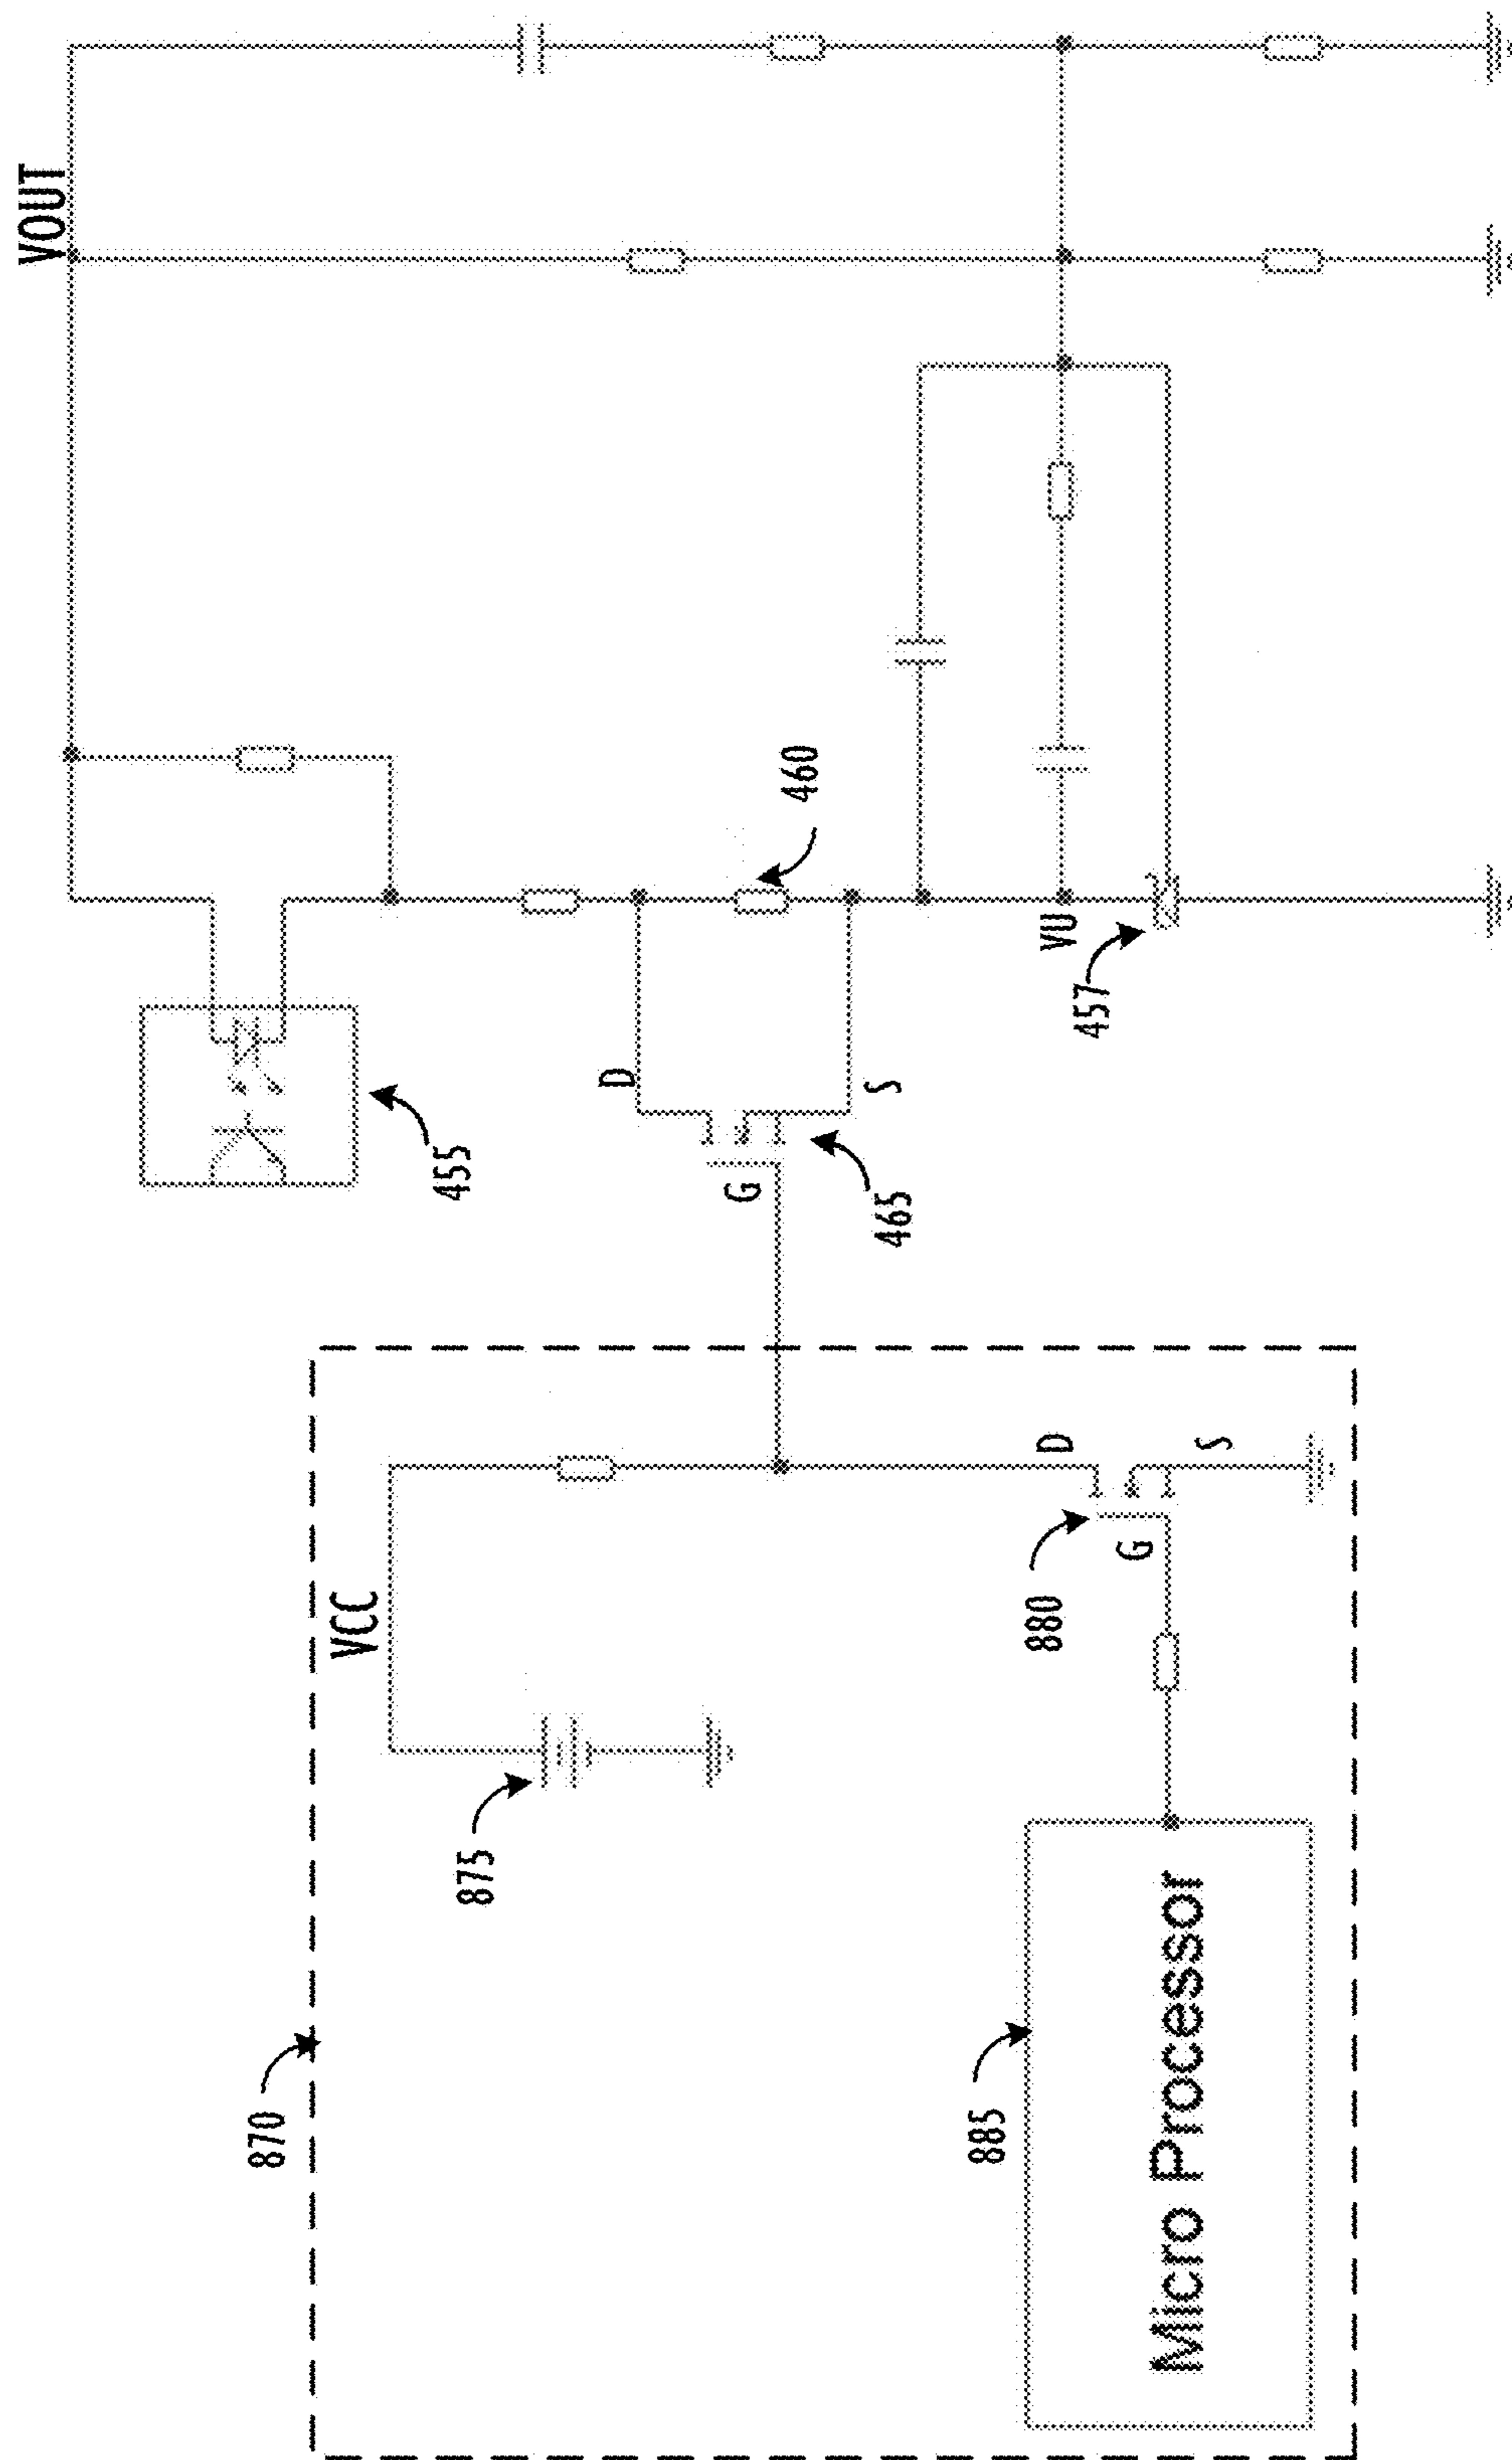 VOUT
870
VCC
455
875
D
G
460
S
465
885
880
D
VU
457
G
Micro Processor
S